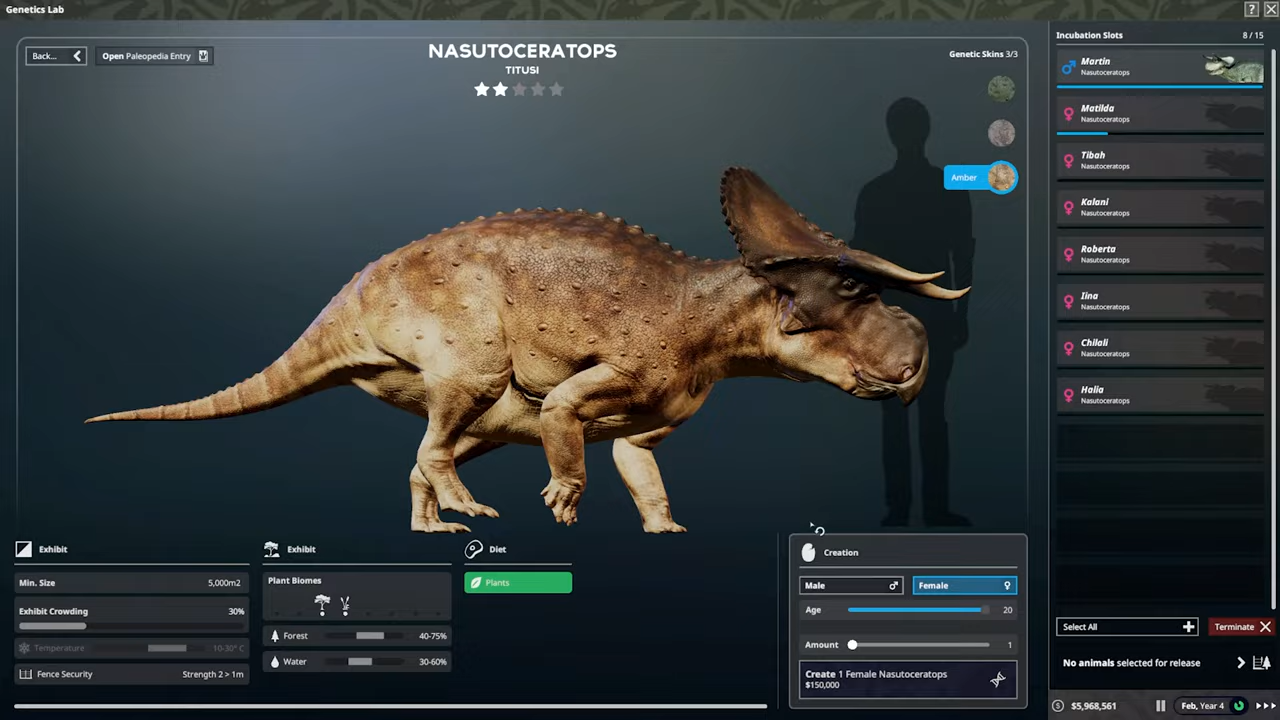 Genetics Lab
?
Back...
Open Paleopedia Entry
NASUTOCERATOPS
TITUSI
Genetic Skins 3/3
Amber
Exhibit
Min. Size 5,000m2
Exhibit Crowding 30%
Temperature 10-30° C
Fence Security Strength 2 > 1m
Exhibit
Plant Biomes
Forest 40-75%
Water 30-60%
Diet
Plants
Creation
Male
Female
Age 20
Amount 1
Create 1 Female Nasutoceratops
$150,000
Incubation Slots 8 / 15
Martin
Nasutoceratops
Matilda
Nasutoceratops
Tibah
Nasutoceratops
Kalani
Nasutoceratops
Roberta
Nasutoceratops
Iina
Nasutoceratops
Chilali
Nasutoceratops
Halia
Nasutoceratops
Select All
Terminate
No animals selected for release
$5,968,561
Feb, Year 4